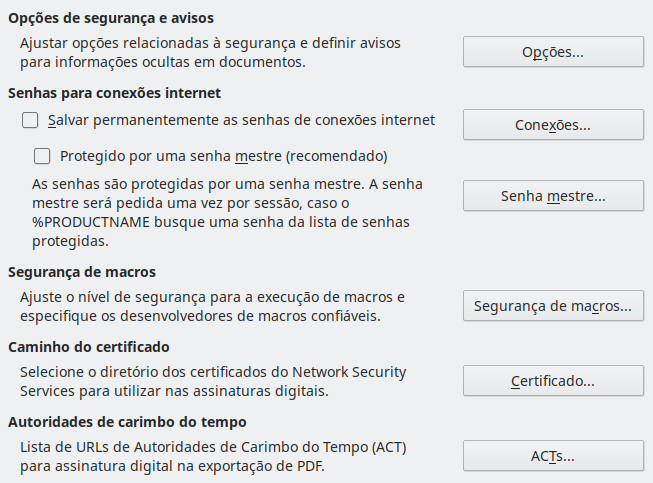 Opções de segurança e avisos
Ajustar opções relacionadas à segurança e definir avisos
para informações ocultas em documentos.
Opções...
Senhas para conexões internet
Salvar permanentemente as senhas de conexões internet
Conexões...
Protegido por uma senha mestre (recomendado)
As senhas são protegidas por uma senha mestre. A senha
mestre será pedida uma vez por sessão, caso o
%PRODUCTNAME busque uma senha da lista de senhas
protegidas.
Senha mestre...
Segurança de macros
Ajuste o nível de segurança para a execução de macros e
especifique os desenvolvedores de macros confiáveis.
Segurança de macros...
Caminho do certificado
Selecione o diretório dos certificados do Network Security
Services para utilizar nas assinaturas digitais.
Certificado...
Autoridades de carimbo do tempo
Lista de URLs de Autoridades de Carimbo do Tempo (ACT)
para assinatura digital na exportação de PDF.
ACTs...